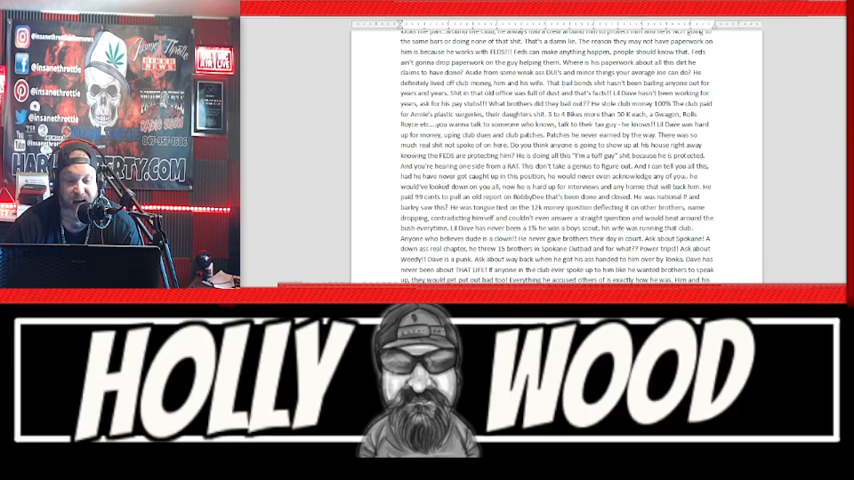 @insanethrottle
@insanethrottle
@insanethrottle
YouTube
Insane Throttle
BIKER NEWS
ON AIR
LIVE
RADIO SHOW
the same bars or doing none of that shit. That's a damn lie. The reason they may not have paperwork on
him is because he works with FEDS!!! Feds can make anything happen, people should know that. Feds
ain't gonna drop paperwork on the guy helping them. Where is his paperwork about all this dirt he
claims to have done? Aside from some weak ass DUI's and minor things your average Joe can do? He
definitely lived off club money, him and his wife. That bail bonds shit hasn't been bailing anyone out for
years and years. Shit in that old office was full of dust and that's facts!! Lil Dave hasn't been working for
years, ask for his pay stubs!!! What brothers did they bail out?? He stole club money 100% The club paid
for Annie's plastic surgeries, their daughters shit. 3 to 4 Bikes more than 50 K each, a Gwagon, Rolls
Royce etc...you wanna talk to someone who knows, talk to their tax guy - he knows!! Lil Dave was hard
up for money, uping club dues and club patches. Patches he never earned by the way. There was so
much real shit not spoke of on here. Do you think anyone is going to show up at his house right away
knowing the FEDS are protecting him? He is doing all this "I'm a tuff guy" shit because he is protected.
And you're hearing one side from a RAT. This don't take a genius to figure out. And I can tell you all this,
had he have never got caught up in this position, he would never even acknowledge any of you.. he
would've looked down on you all, now he is hard up for interviews and any homie that will back him. He
paid 99 cents to pull an old report on BobbyDee that's been done and closed. He was national P and
barley saw this? He was tongue tied on the 12k money question deflecting it on other brothers, name
dropping, contradicting himself and couldn't even answer a straight question and would beat around the
bush everytime. Lil Dave has never been a 1% he was a boys scout, his wife was running that club.
Anyone who believes dude is a clown!! He never gave brothers their day in court. Ask about Spokane! A
down ass real chapter, he threw 15 brothers in Spokane Outbad and for what?? Power trips!! Ask about
Weedy!! Dave is a punk. Ask about way back when he got his ass handed to him over by Tonka. Dave has
never been about THAT LIFE! If anyone in the club ever spoke up to him like he wanted brothers to speak
up, they would get put out bad too! Everything he accused others of is exactly how he was. Him and his
HOLLY WOOD